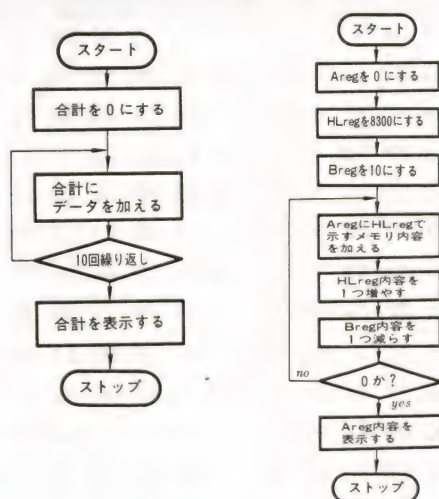 スタート
合計を0にする
合計に
データを加える
10回繰り返し
合計を表示する
ストップ
スタート
Aregを0にする
HLregを8300にする
Bregを10にする
AregにHLregで
示すメモリ内容
を加える
HLreg内容を
1つ増やす
Breg内容を
1つ減らす
no
0か?
yes
Areg内容を
表示する
ストップ